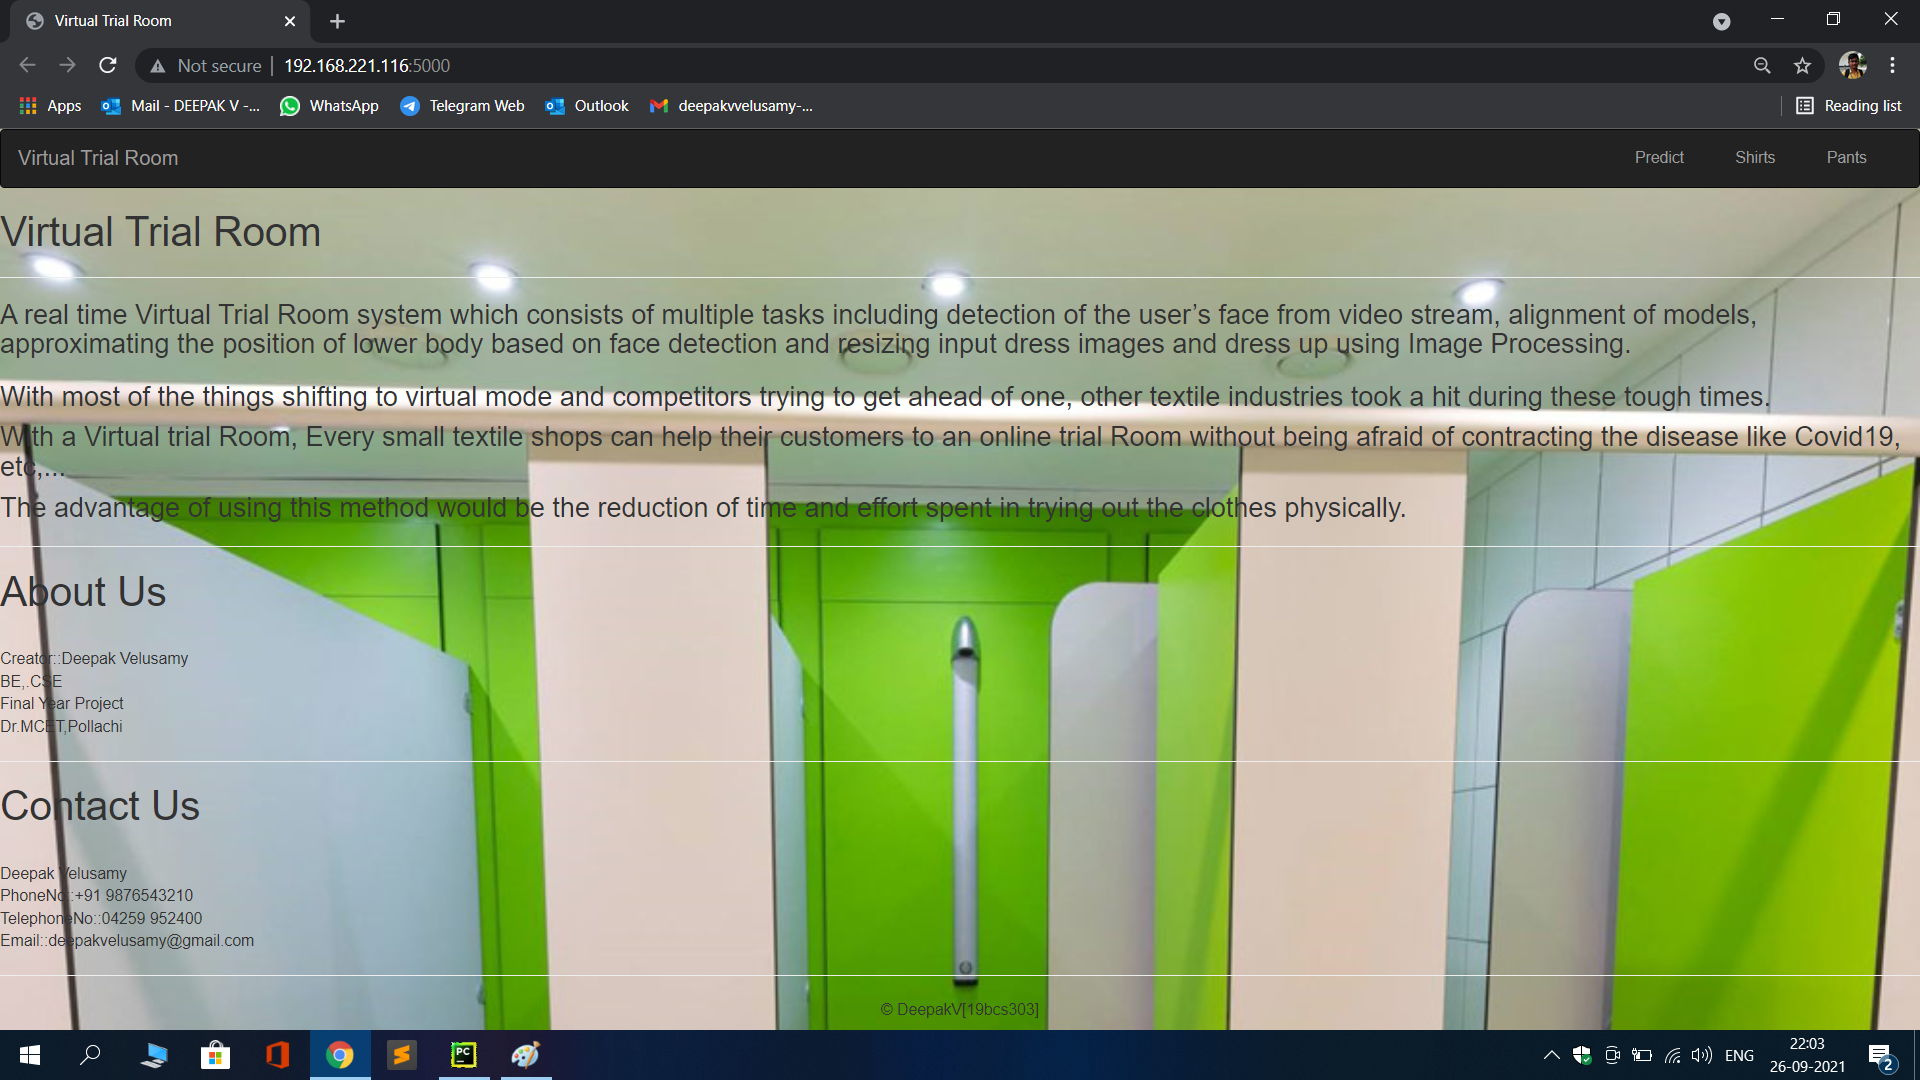 Virtual Trial Room
Not secure | 192.168.221.116:5000
Apps Mail - DEEPAK V -... WhatsApp Telegram Web Outlook deepakvvelusamy-... Reading list
Virtual Trial Room Predict Shirts Pants
Virtual Trial Room
A real time Virtual Trial Room system which consists of multiple tasks including detection of the user’s face from video stream, alignment of models,
approximating the position of lower body based on face detection and resizing input dress images and dress up using Image Processing.
With most of the things shifting to virtual mode and competitors trying to get ahead of one, other textile industries took a hit during these tough times.
With a Virtual trial Room, Every small textile shops can help their customers to an online trial Room without being afraid of contracting the disease like Covid19,
etc,...
The advantage of using this method would be the reduction of time and effort spent in trying out the clothes physically.
About Us
Creator::Deepak Velusamy
BE,.CSE
Final Year Project
Dr.MCET,Pollachi
Contact Us
Deepak Velusamy
PhoneNo::+91 9876543210
TelephoneNo::04259 952400
Email::deepakvelusamy@gmail.com
© DeepakV[19bcs303]
PC
ENG
22:03
26-09-2021
2